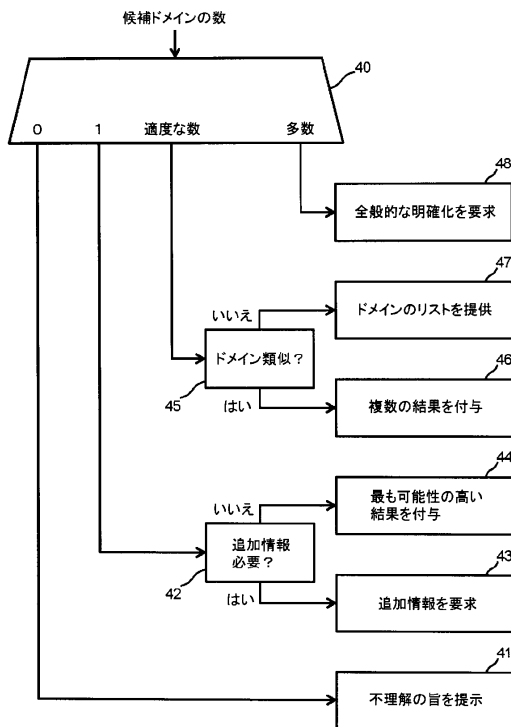 候補ドメインの数
40
0 1 適度な数 多数
48
全般的な明確化を要求
47
ドメインのリストを提供
いいえ
ドメイン類似？
45
はい
46
複数の結果を付与
44
最も可能性の高い
結果を付与
いいえ
追加情報
必要？
42
はい
43
追加情報を要求
41
不理解の旨を提示